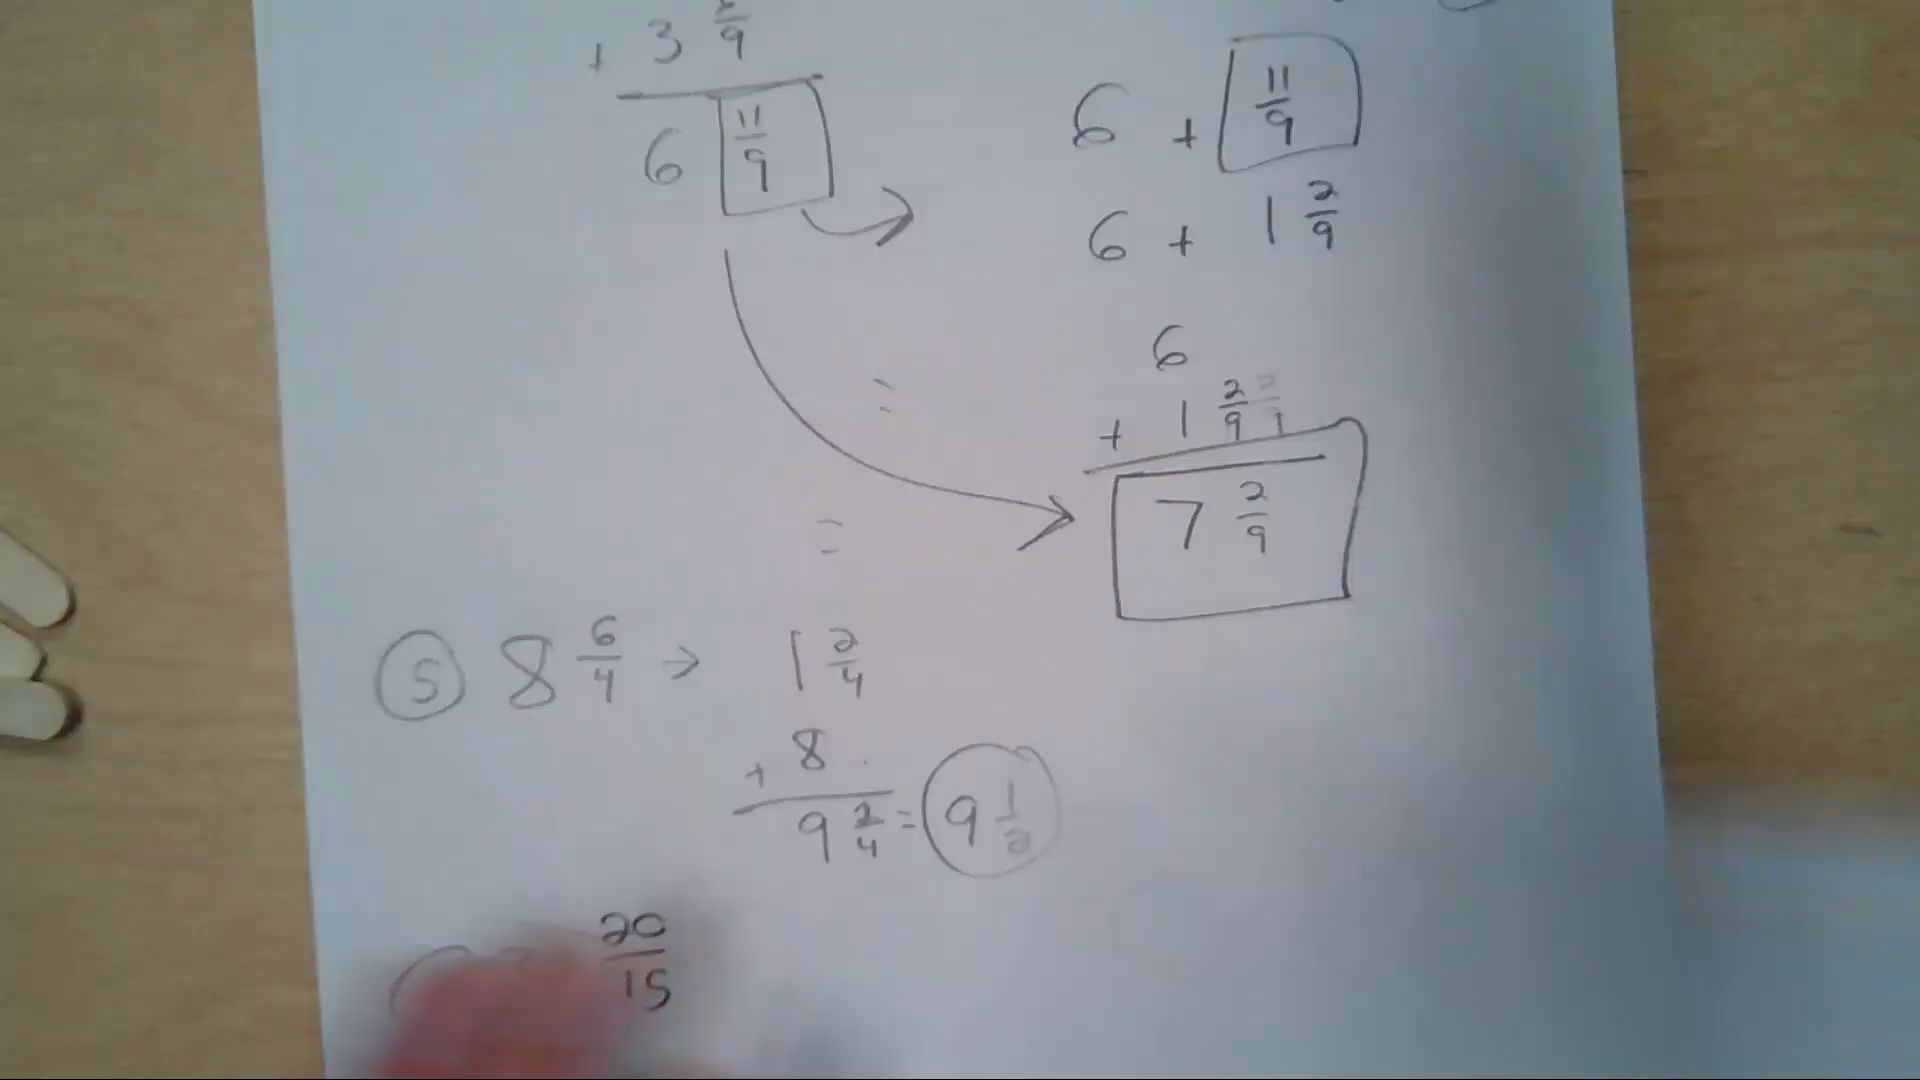 + 3 2/9
6 11/9
6 + 11/9
6 + 1 2/9
6
+ 1 2/9
7 2/9
=
=
5 8 6/4 → 1 2/4
+ 8
9 2/4 = 9 1/2
20/15